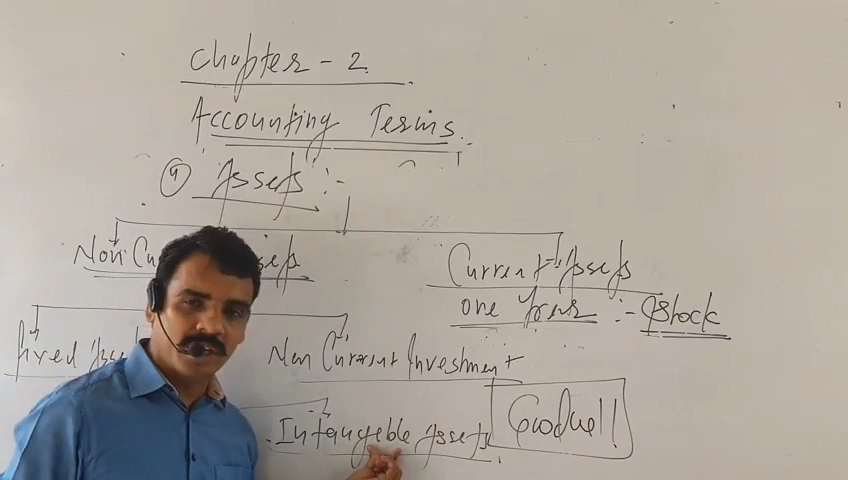 Chapter - 2.
Accounting Terms.
Assets :-
Non Cu
Current Assets
one year :- Stock
fixed Asse
Non Current Investment
Intangible Assets
Goodwill